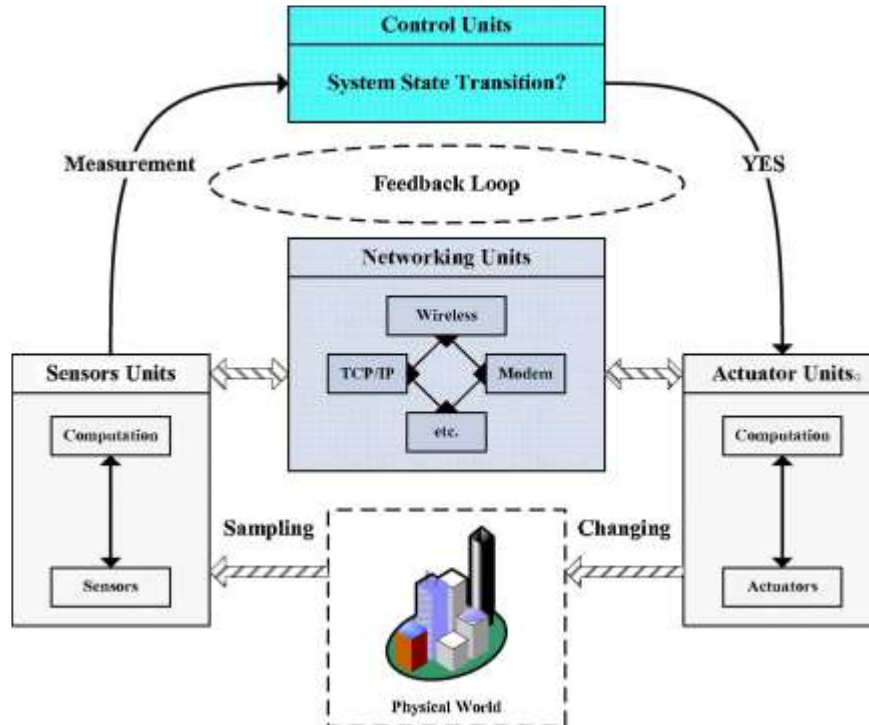 Control Units
System State Transition?
Measurement
YES
Feedback Loop
Networking Units
Wireless
TCP/IP
Modem
etc.
Sensors Units
Computation
Sensors
Actuator Units
Computation
Actuators
Sampling
Changing
Physical World